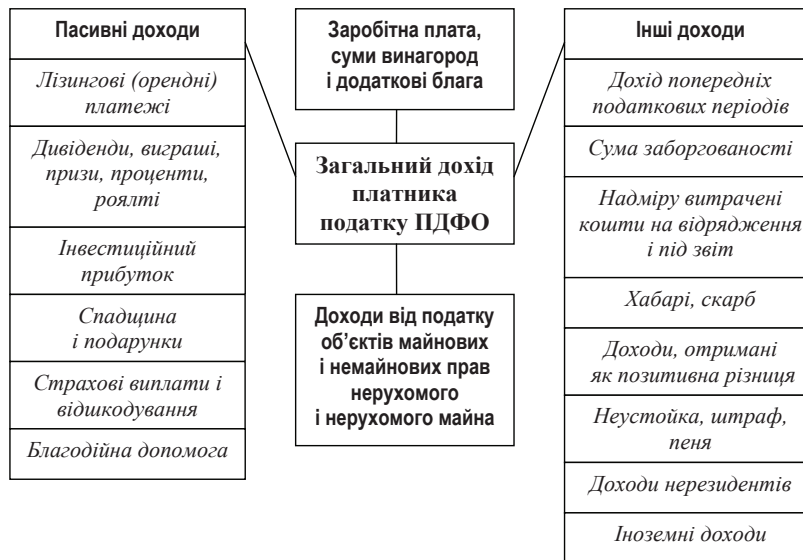 Пасивні доходи
Лізингові (орендні)
платежі
Дивіденди, виграші,
призи, проценти,
роялті
Інвестиційний
прибуток
Спадщина
і подарунки
Страхові виплати і
відшкодування
Благодійна допомога
Заробітна плата,
суми винагород
і додаткові блага
Загальний дохід
платника
податку ПДФО
Доходи від податку
об’єктів майнових
і немайнових прав
нерухомого
і нерухомого майна
Інші доходи
Дохід попередніх
податкових періодів
Сума заборгованості
Надміру витрачені
кошти на відрядження
і під звіт
Хабарі, скарб
Доходи, отримані
як позитивна різниця
Неустойка, штраф,
пеня
Доходи нерезидентів
Іноземні доходи